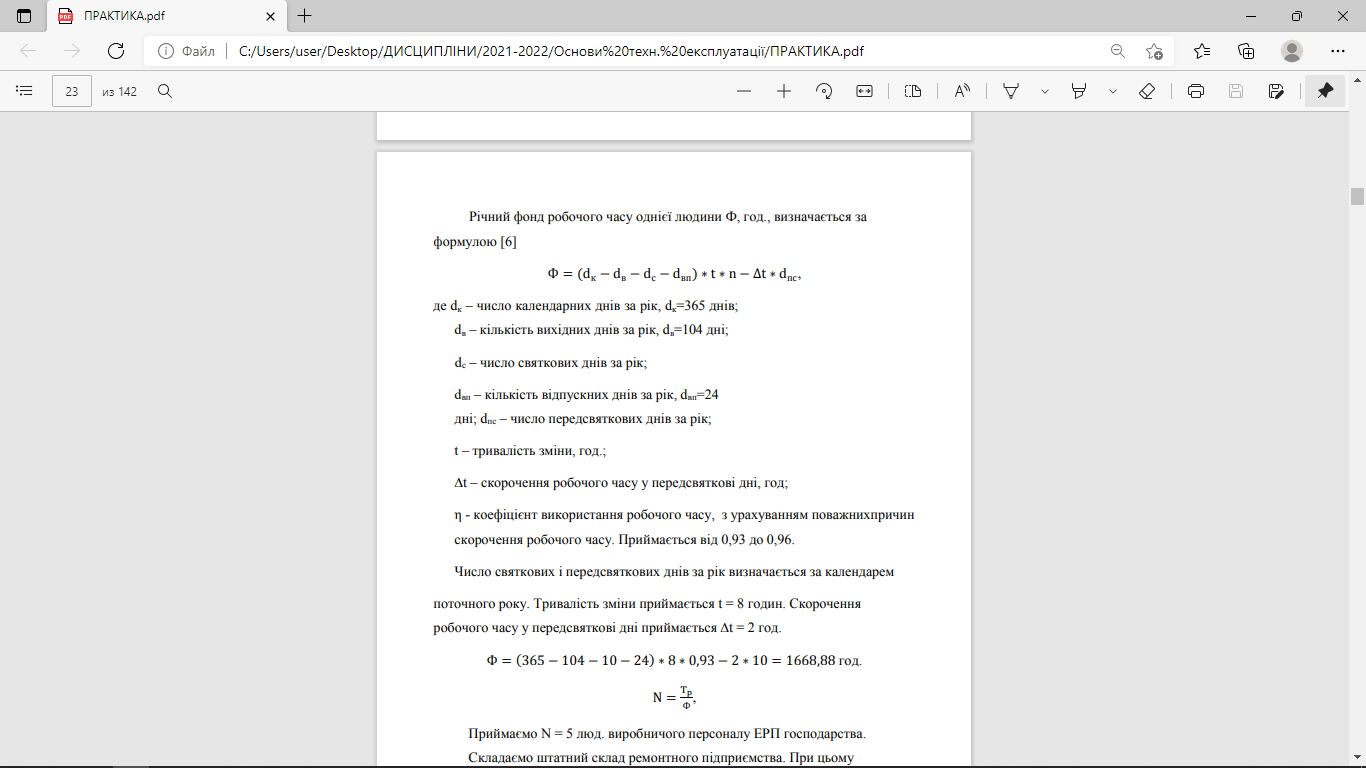 ПРАКТИКА.pdf
Файл C:/Users/user/Desktop/ДИСЦИПЛІНИ/2021-2022/Основи%20техн.%20експлуатації/ПРАКТИКА.pdf
23 из 142
Річний фонд робочого часу однієї людини Ф, год., визначається за
формулою [6]
Ф = (dк − dв − dс − dвп) ∗ t ∗ n − Δt ∗ dпс,
де dк – число календарних днів за рік, dк=365 днів;
dв – кількість вихідних днів за рік, dв=104 дні;
dс – число святкових днів за рік;
dвп – кількість відпускних днів за рік, dвп=24
дні; dпс – число передсвяткових днів за рік;
t – тривалість зміни, год.;
Δt – скорочення робочого часу у передсвяткові дні, год;
η - коефіцієнт використання робочого часу, з урахуванням поважнихпричин
скорочення робочого часу. Приймається від 0,93 до 0,96.
Число святкових і передсвяткових днів за рік визначається за календарем
поточного року. Тривалість зміни приймається t = 8 годин. Скорочення
робочого часу у передсвяткові дні приймається Δt = 2 год.
Ф = (365 − 104 − 10 − 24) ∗ 8 ∗ 0,93 − 2 ∗ 10 = 1668,88 год.
N = Тр/Ф,
Приймаємо N = 5 люд. виробничого персоналу ЕРП господарства.
Складаємо штатний склад ремонтного підприємства. При цьому